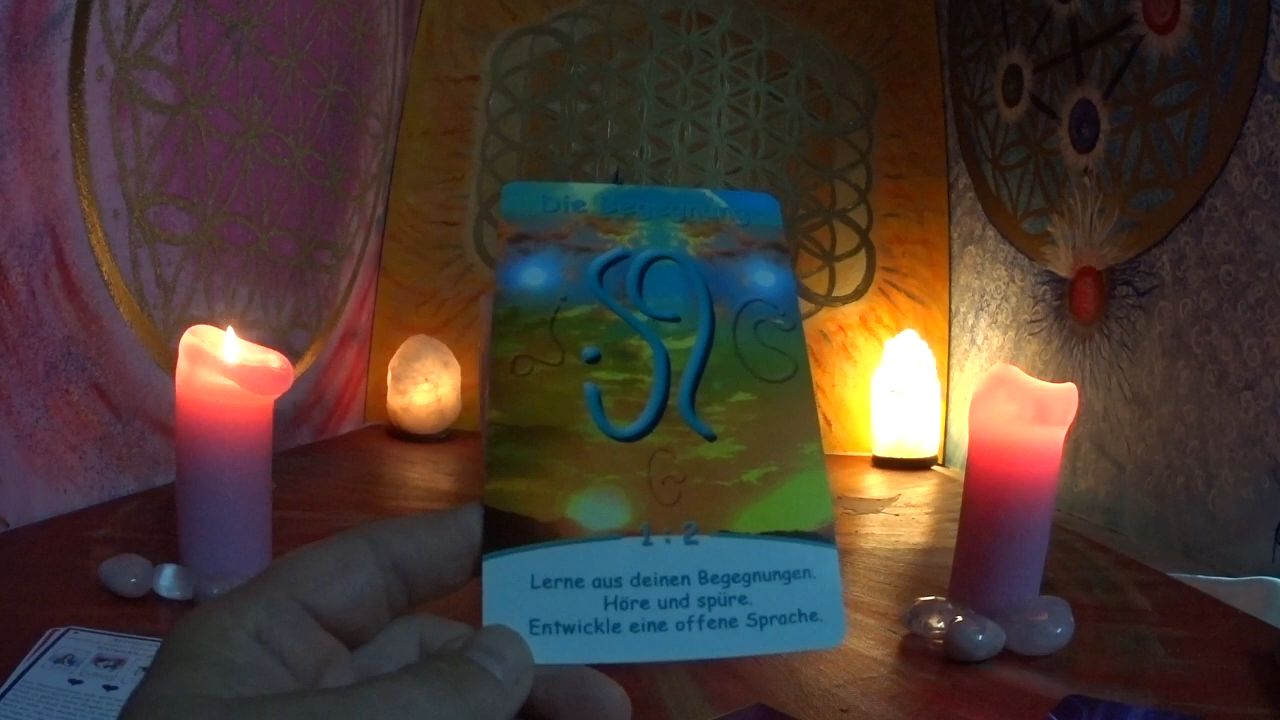 Die Begegnung
1 : 2
Lerne aus deinen Begegnungen.
Höre und spüre.
Entwickle eine offene Sprache.